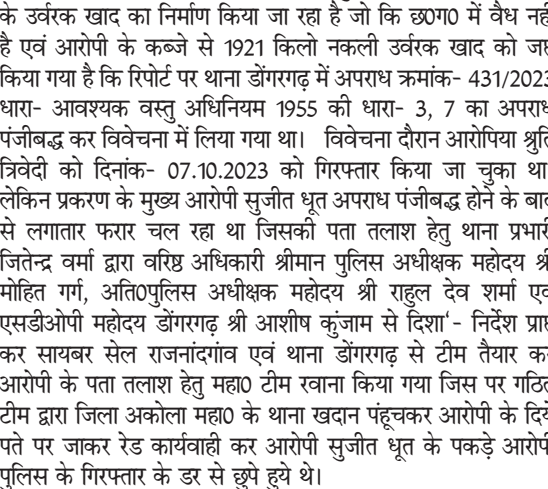 के उर्वरक खाद का निर्माण किया जा रहा है जो कि छ0ग0 में वैध नही
है एवं आरोपी के कब्जे से 1921 किलो नकली उर्वरक खाद को जप्
किया गया है कि रिपोर्ट पर थाना डोंगरगढ़ में अपराध क्रमांक- 431/2023
धारा- आवश्यक वस्तु अधिनियम 1955 की धारा- 3, 7 का अपराध
पंजीबद्ध कर विवेचना में लिया गया था। विवेचना दौरान आरोपिया श्रुति
त्रिवेदी को दिनांक- 07.10.2023 को गिरफ्तार किया जा चुका था
लेकिन प्रकरण के मुख्य आरोपी सुजीत धूत अपराध पंजीबद्ध होने के बाद
से लगातार फरार चल रहा था जिसकी पता तलाश हेतु थाना प्रभारी
जितेन्द्र वर्मा द्वारा वरिष्ठ अधिकारी श्रीमान पुलिस अधीक्षक महोदय श्री
मोहित गर्ग, अति0पुलिस अधीक्षक महोदय श्री राहुल देव शर्मा एव
एसडीओपी महोदय डोंगरगढ़ श्री आशीष कुंजाम से दिशा‘- निर्देश प्राप्
कर सायबर सेल राजनांदगांव एवं थाना डोंगरगढ़ से टीम तैयार कर
आरोपी के पता तलाश हेतु महा0 टीम रवाना किया गया जिस पर गठित
टीम द्वारा जिला अकोला महा0 के थाना खदान पंहूचकर आरोपी के दिये
पते पर जाकर रेड कार्यवाही कर आरोपी सुजीत धूत के पकड़े आरोपी
पुलिस के गिरफ्तार के डर से छुपे हुये थे।